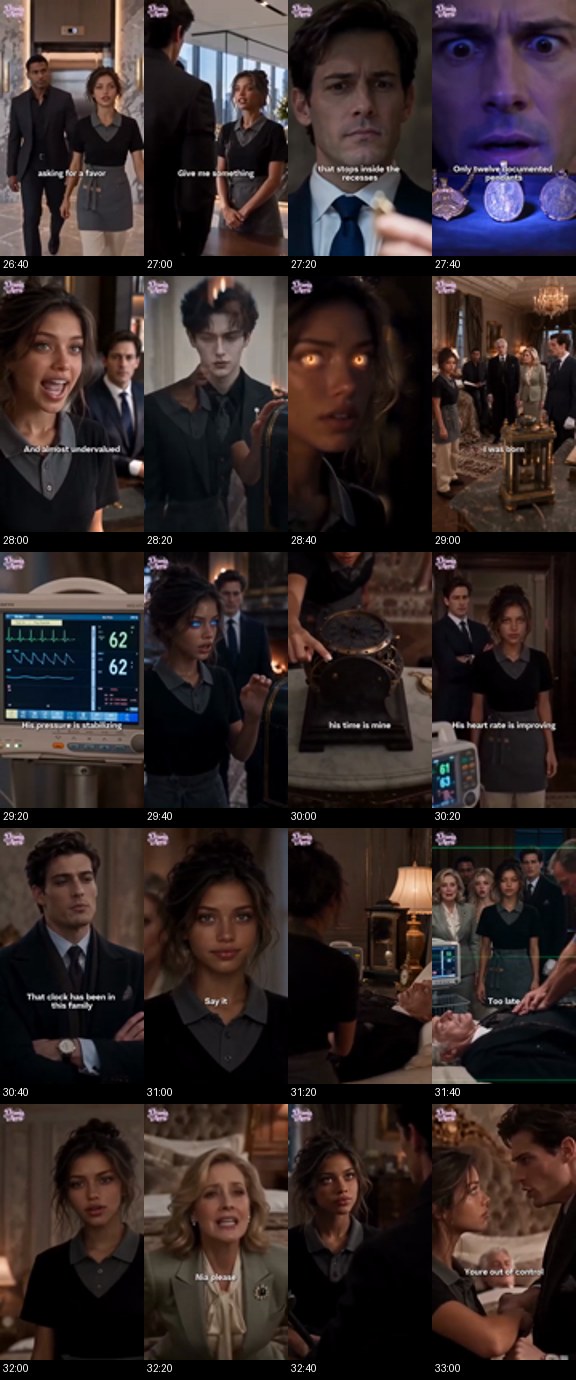 asking for a favor
Give me something
that stops inside the
recesses
Only twelve documented
pendants
26:40
27:00
27:20
27:40
And almost undervalued
I was born
28:00
28:20
28:40
29:00
62
62
His pressure is stabilizing
his time is mine
His heart rate is improving
61
63
29:20
29:40
30:00
30:20
That clock has been in
this family
Say it
Too late
30:40
31:00
31:20
31:40
Nia please
Youre out of control
32:00
32:20
32:40
33:00